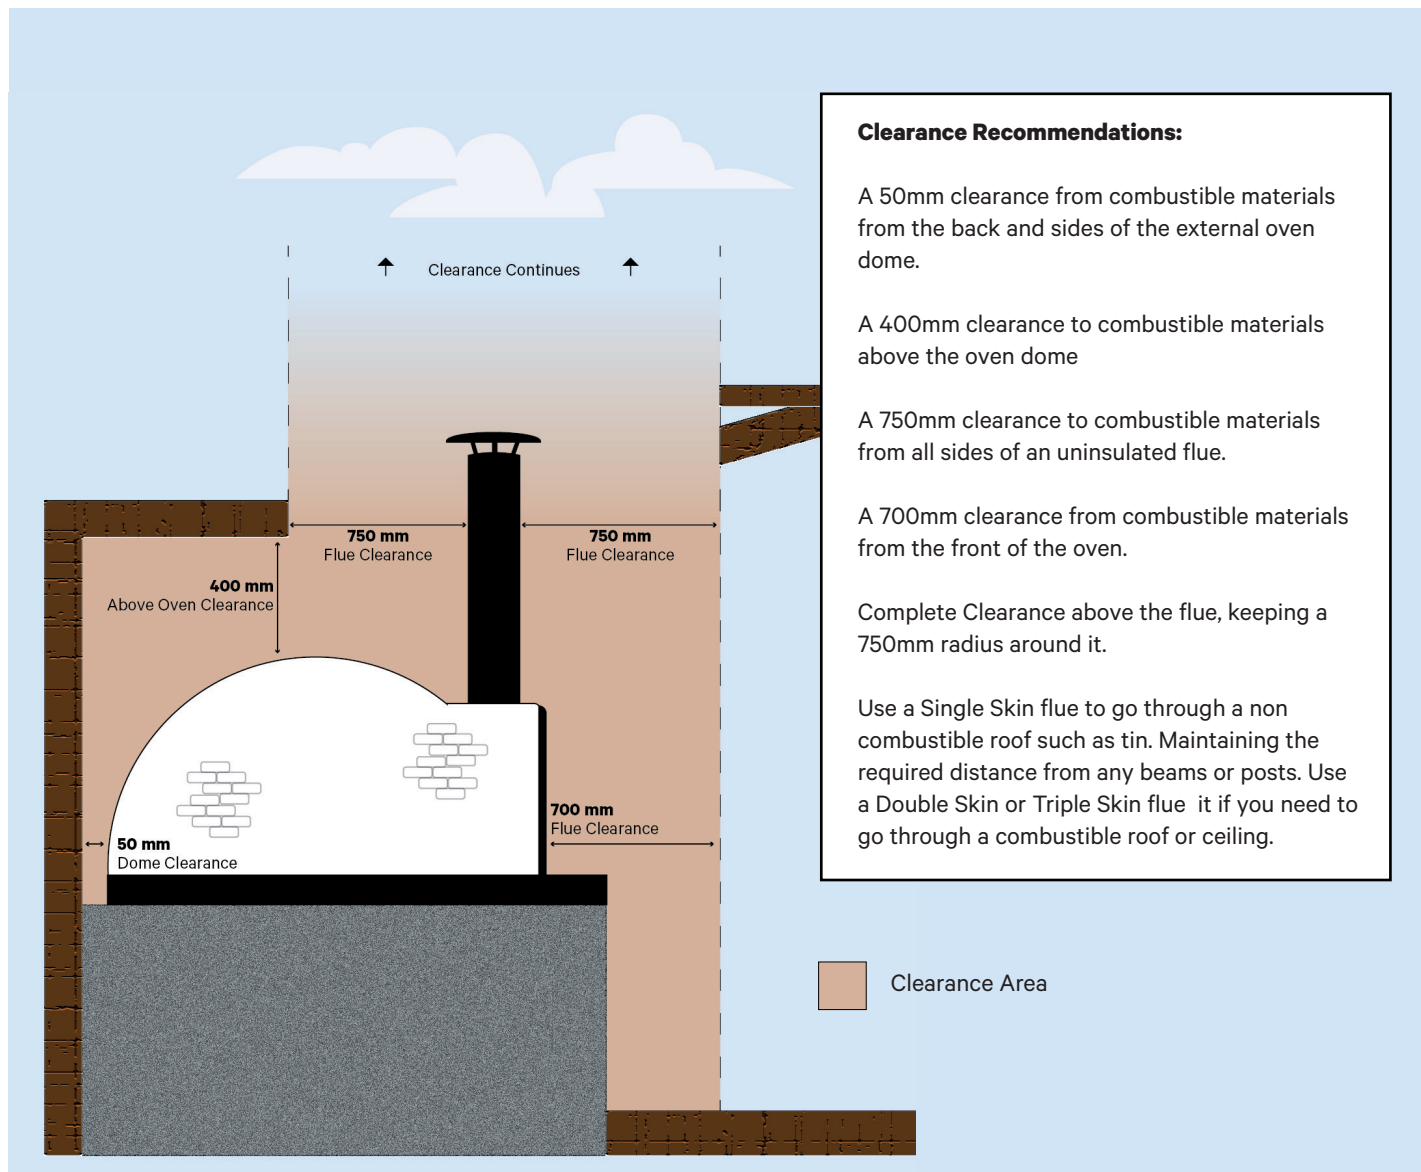 Clearance Recommendations:
A 50mm clearance from combustible materials
from the back and sides of the external oven
dome.
A 400mm clearance to combustible materials
above the oven dome
A 750mm clearance to combustible materials
from all sides of an uninsulated flue.
A 700mm clearance from combustible materials
from the front of the oven.
Complete Clearance above the flue, keeping a
750mm radius around it.
Use a Single Skin flue to go through a non
combustible roof such as tin. Maintaining the
required distance from any beams or posts. Use
a Double Skin or Triple Skin flue  it if you need to
go through a combustible roof or ceiling.
Clearance Continues
750 mm
Flue Clearance
750 mm
Flue Clearance
400 mm
Above Oven Clearance
700 mm
Flue Clearance
50 mm
Dome Clearance
Clearance Area